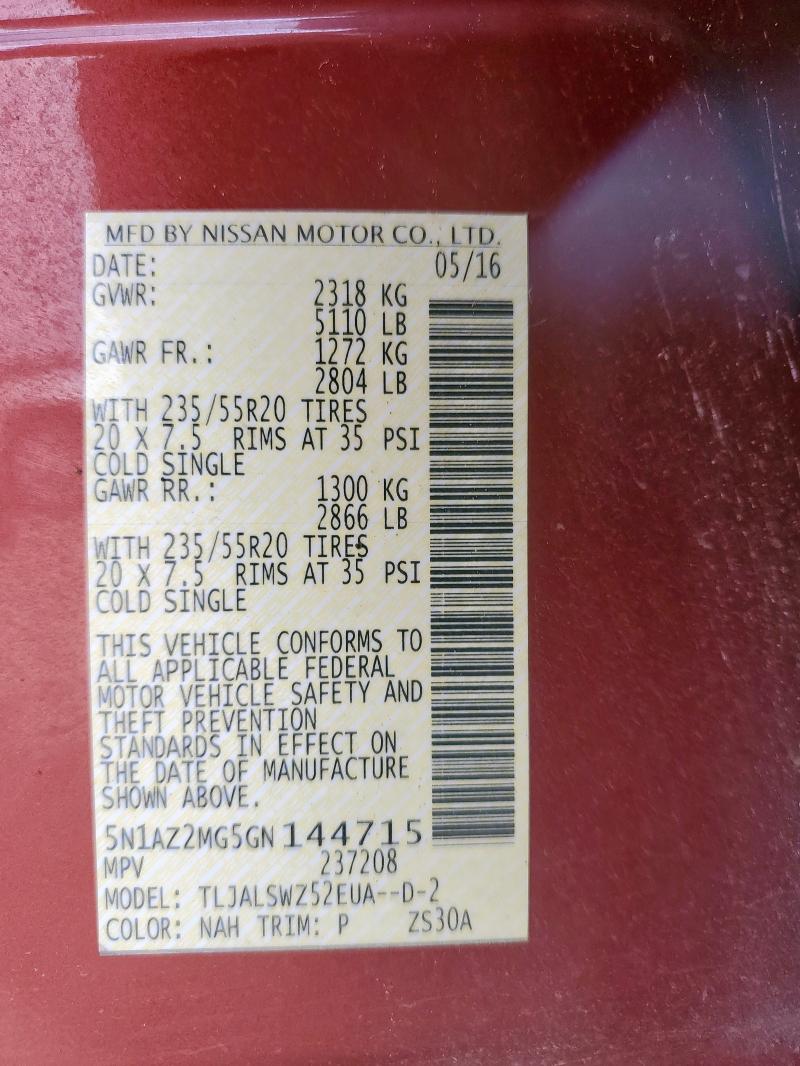 MFD BY NISSAN MOTOR CO., LTD.
DATE: 05/16
GVWR: 2318 KG
5110 LB
GAWR FR.: 1272 KG
2804 LB
WITH 235/55R20 TIRES
20 X 7.5 RIMS AT 35 PSI
COLD SINGLE
GAWR RR.: 1300 KG
2866 LB
WITH 235/55R20 TIRES
20 X 7.5 RIMS AT 35 PSI
COLD SINGLE
THIS VEHICLE CONFORMS TO
ALL APPLICABLE FEDERAL
MOTOR VEHICLE SAFETY AND
THEFT PREVENTION
STANDARDS IN EFFECT ON
THE DATE OF MANUFACTURE
SHOWN ABOVE.
5N1AZ2MG5GN144715
MPV 237208
MODEL: TLJALSWZ52EUA--D-2
COLOR: NAH TRIM: P ZS30A